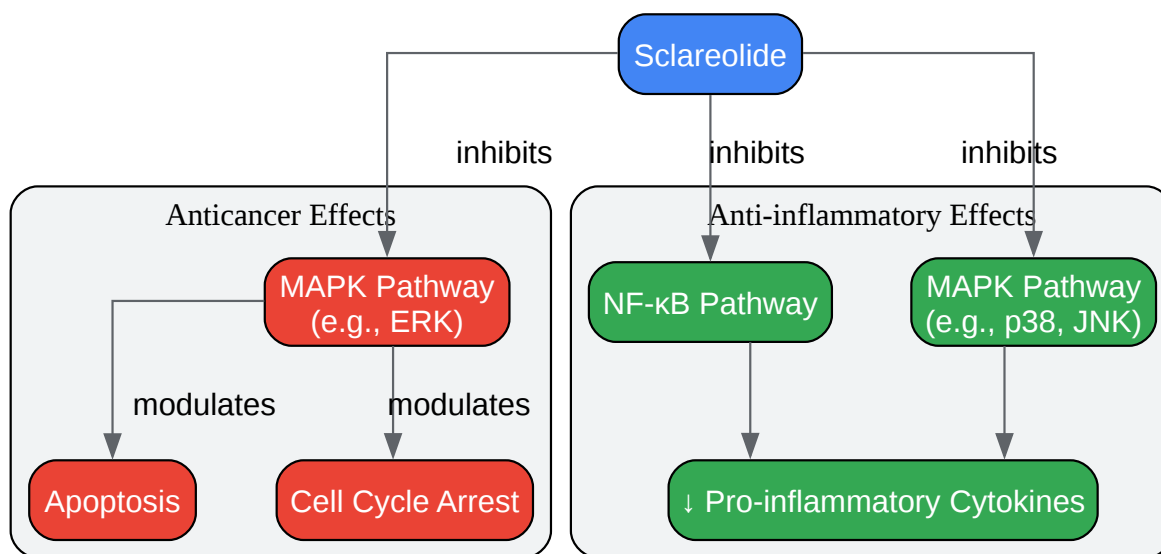 Sclareolide
inhibits
inhibits
inhibits
Anticancer Effects
Anti-inflammatory Effects
MAPK Pathway
(e.g., ERK)
NF-κB Pathway
MAPK Pathway
(e.g., p38, JNK)
modulates
modulates
Apoptosis
Cell Cycle Arrest
↓ Pro-inflammatory Cytokines